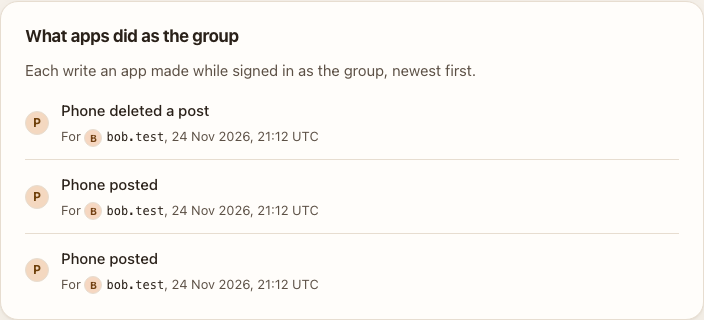 What apps did as the group
Each write an app made while signed in as the group, newest first.
P
Phone deleted a post
For B bob.test, 24 Nov 2026, 21:12 UTC
P
Phone posted
For B bob.test, 24 Nov 2026, 21:12 UTC
P
Phone posted
For B bob.test, 24 Nov 2026, 21:12 UTC